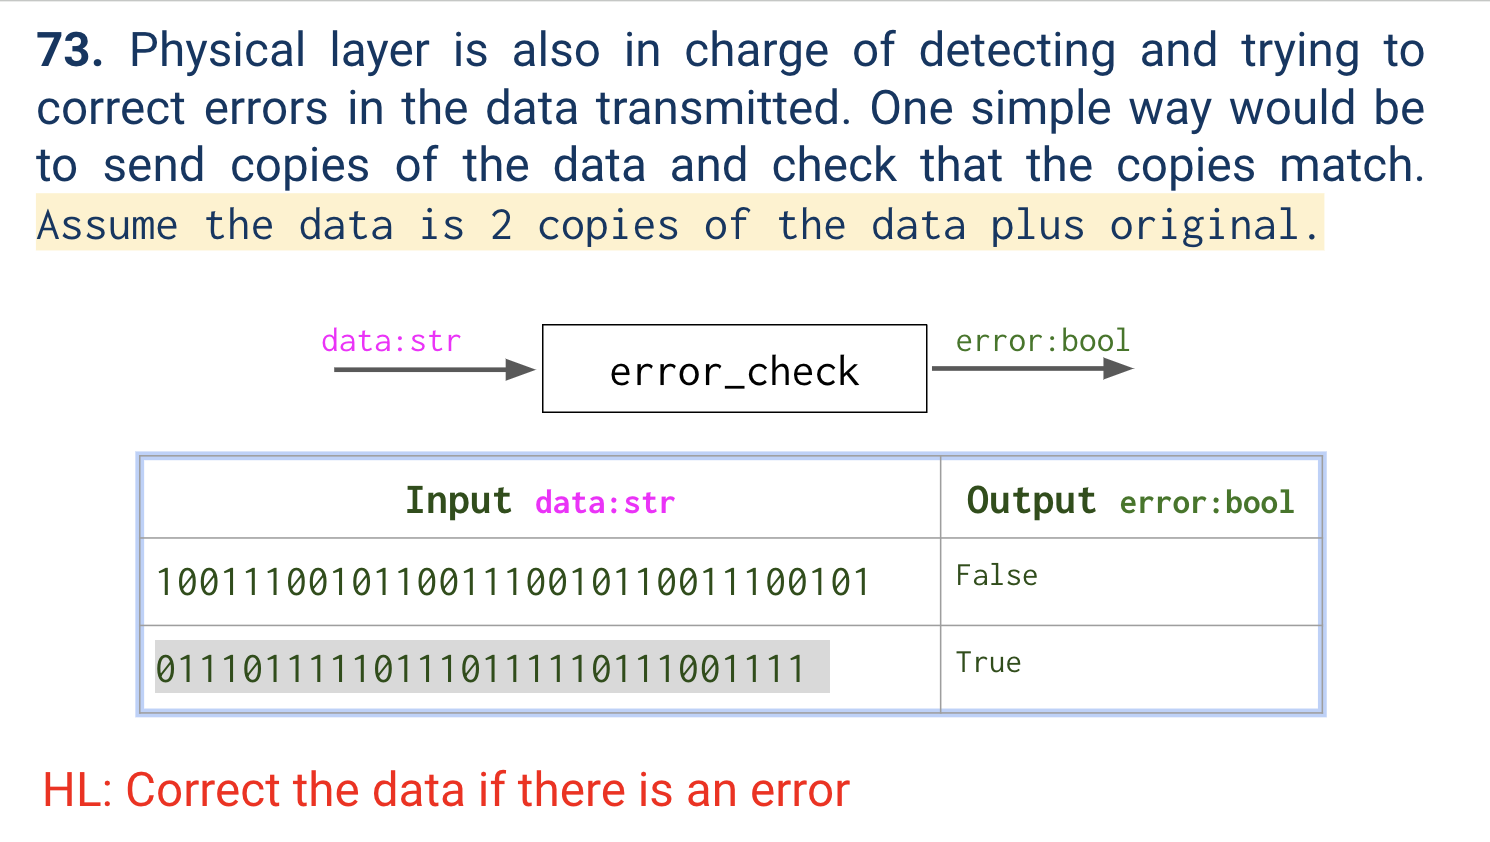 73. Physical layer is also in charge of detecting and trying to
correct errors in the data transmitted. One simple way would be
to send copies of the data and check that the copies match.
Assume the data is 2 copies of the data plus original.
data:str
error_check
error:bool
Input data:str
Output error:bool
100111001011001110010110011100101
False
011101111101110111110111001111
True
HL: Correct the data if there is an error